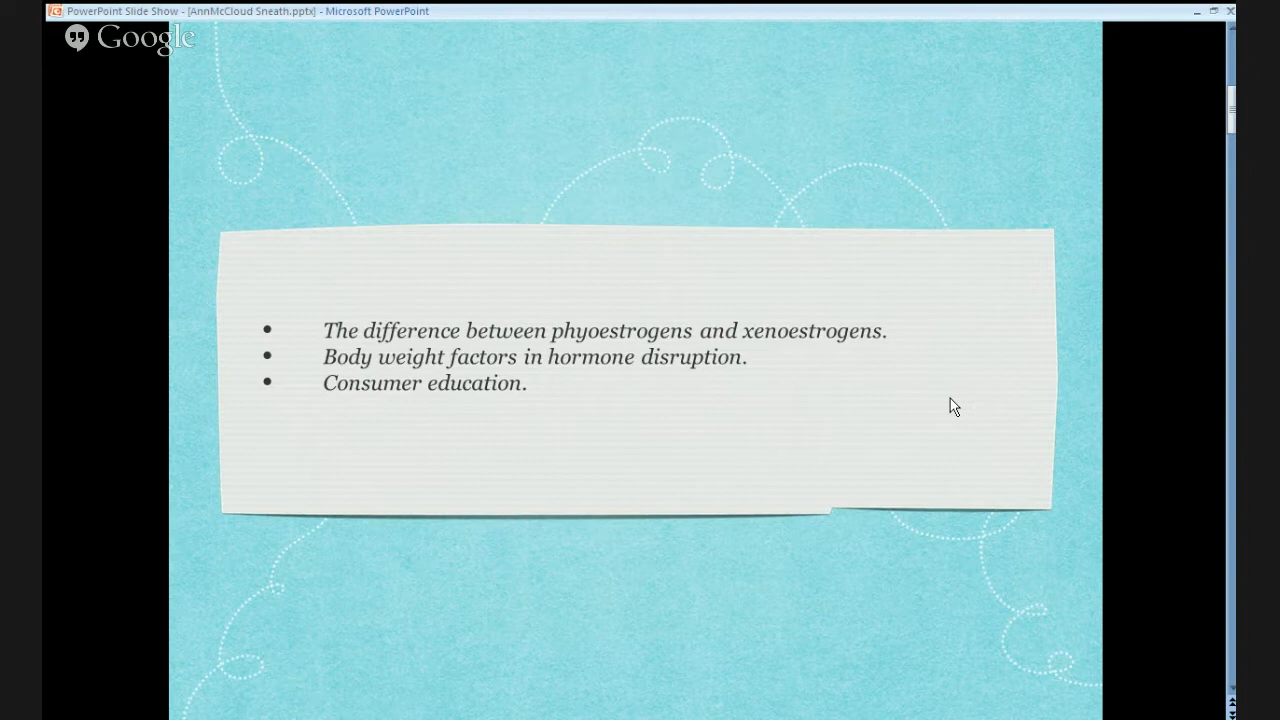 PowerPoint Slide Show - [AnnMcCloud Sneath.pptx] - Microsoft PowerPoint
Google
• The difference between phyoestrogens and xenoestrogens.
• Body weight factors in hormone disruption.
• Consumer education.